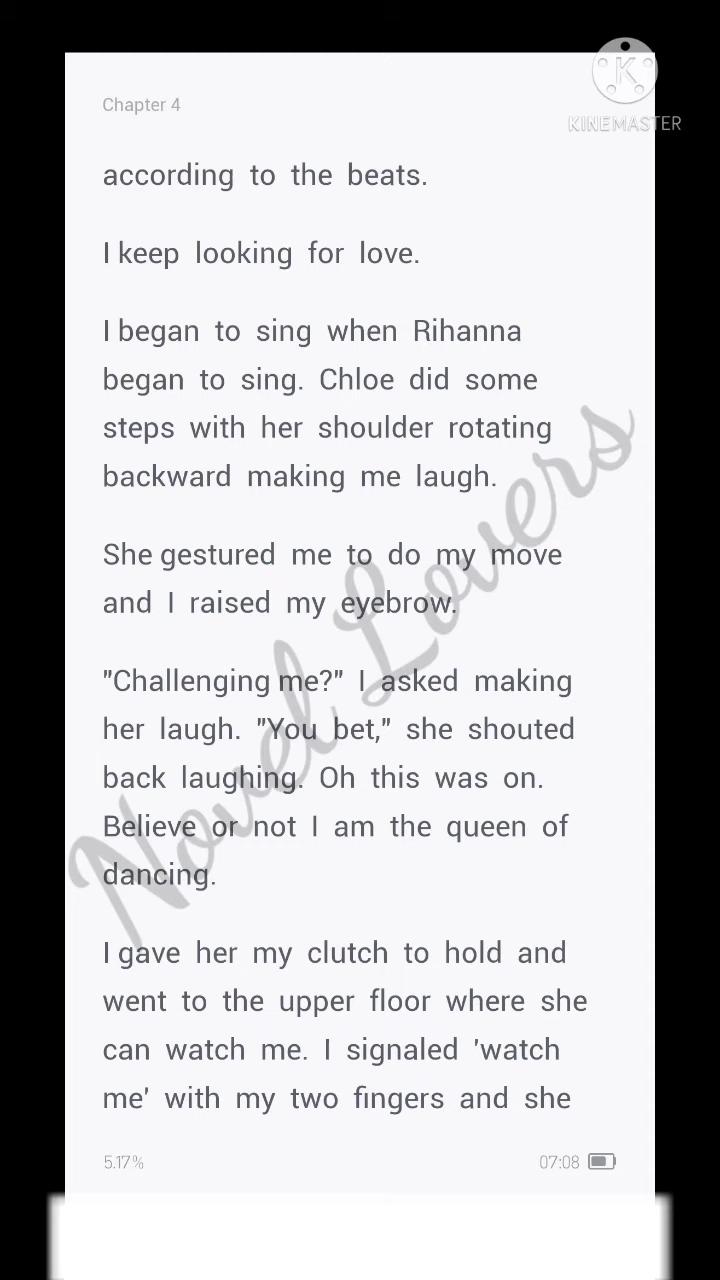 Chapter 4
K
KINEMASTER
according to the beats.
I keep looking for love.
I began to sing when Rihanna
began to sing. Chloe did some
steps with her shoulder rotating
backward making me laugh.
She gestured me to do my move
and I raised my eyebrow.
"Challenging me?" I asked making
her laugh. "You bet," she shouted
back laughing. Oh this was on.
Believe or not I am the queen of
dancing.
I gave her my clutch to hold and
went to the upper floor where she
can watch me. I signaled 'watch
me' with my two fingers and she
Novel Lovers
5.17%
07:08